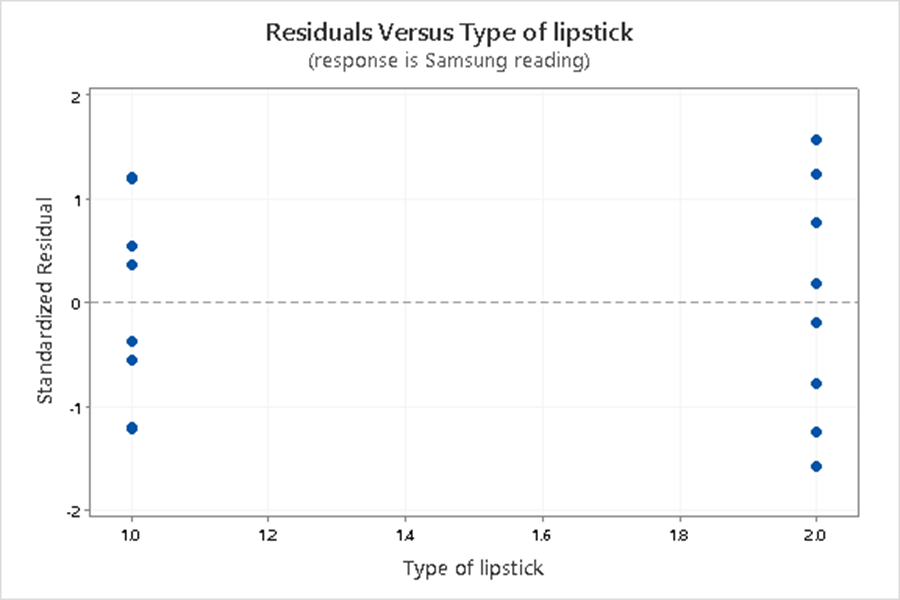 Residuals Versus Type of lipstick
(response is Samsung reading)
2
1
0
-1
-2
Standardized Residual
1.0 1.2 1.4 1.6 1.8 2.0
Type of lipstick